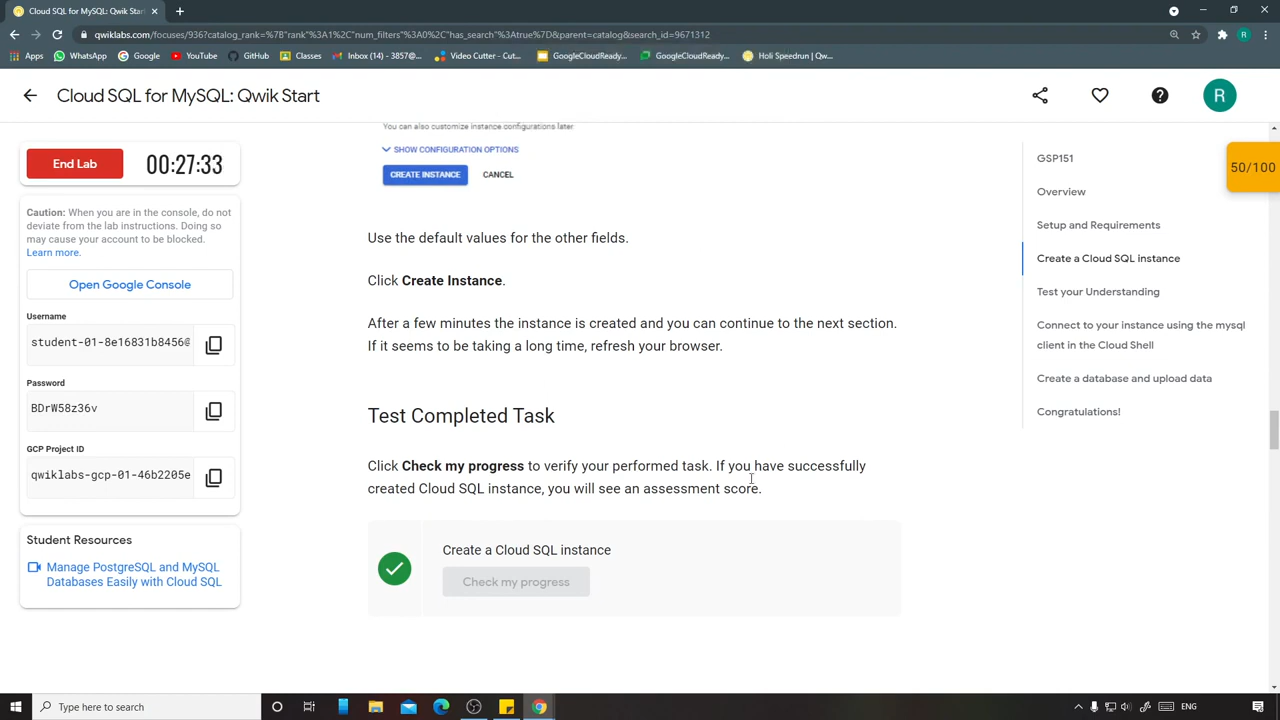 Cloud SQL for MySQL: Qwik Start
qwiklabs.com/focuses/936?catalog_rank=%7B"rank"%3A1%2C"num_filters"%3A0%2C"has_search"%3Atrue%7D&parent=catalog&search_id=9671312
R
Apps
WhatsApp
Google
YouTube
GitHub
Classes
Inbox (14) - 3857@...
Video Cutter - Cut...
GoogleCloudReady...
GoogleCloudReady...
Holi Speedrun | Qw...
Cloud SQL for MySQL: Qwik Start
R
End Lab
00:27:33
Caution: When you are in the console, do not
deviate from the lab instructions. Doing so
may cause your account to be blocked.
Learn more.
Open Google Console
Username
student-01-8e16831b8456@
Password
BDrW58z36v
GCP Project ID
qwiklabs-gcp-01-46b2205e
Student Resources
Manage PostgreSQL and MySQL
Databases Easily with Cloud SQL
You can also customize instance configurations later
SHOW CONFIGURATION OPTIONS
CREATE INSTANCE
CANCEL
Use the default values for the other fields.
Click Create Instance.
After a few minutes the instance is created and you can continue to the next section.
If it seems to be taking a long time, refresh your browser.
Test Completed Task
Click Check my progress to verify your performed task. If you have successfully
created Cloud SQL instance, you will see an assessment score.
Create a Cloud SQL instance
Check my progress
GSP151
Overview
Setup and Requirements
Create a Cloud SQL instance
Test your Understanding
Connect to your instance using the mysql
client in the Cloud Shell
Create a database and upload data
Congratulations!
50/100
Type here to search
ENG